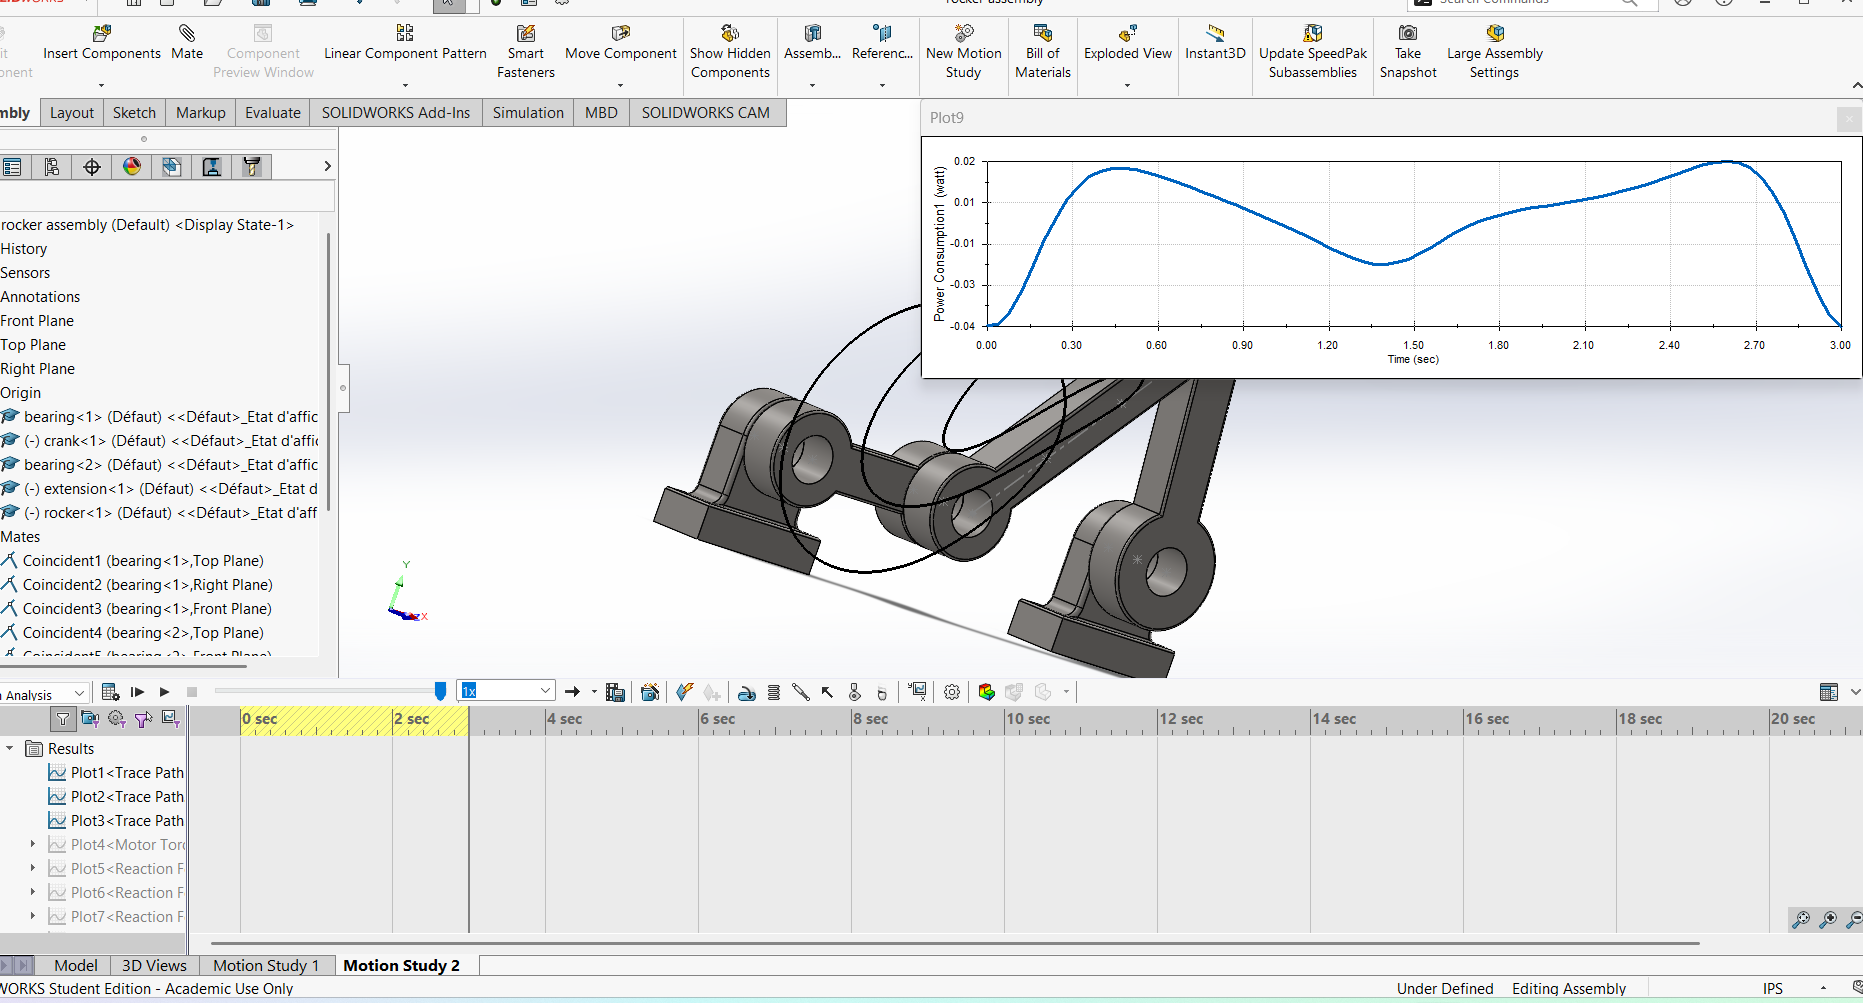 rocker assembly
Search Commands
Insert Components
Mate
Component
Preview Window
Linear Component Pattern
Smart
Fasteners
Move Component
Show Hidden
Components
Assemb...
Referenc...
New Motion
Study
Bill of
Materials
Exploded View
Instant3D
Update SpeedPak
Subassemblies
Take
Snapshot
Large Assembly
Settings
mbly
Layout
Sketch
Markup
Evaluate
SOLIDWORKS Add-Ins
Simulation
MBD
SOLIDWORKS CAM
rocker assembly (Default) <Display State-1>
History
Sensors
Annotations
Front Plane
Top Plane
Right Plane
Origin
bearing<1> (Défaut) <<Défaut>_Etat d'affic
(-) crank<1> (Défaut) <<Défaut>_Etat d'affic
bearing<2> (Défaut) <<Défaut>_Etat d'affic
(-) extension<1> (Défaut) <<Défaut>_Etat d
(-) rocker<1> (Défaut) <<Défaut>_Etat d'aff
Mates
Coincident1 (bearing<1>,Top Plane)
Coincident2 (bearing<1>,Right Plane)
Coincident3 (bearing<1>,Front Plane)
Coincident4 (bearing<2>,Top Plane)
Coincident5 (bearing<2>,Front Plane)
Y
X
Plot9
Power Consumption1 (watt)
0.02
0.01
-0.01
-0.03
-0.04
0.00 0.30 0.60 0.90 1.20 1.50 1.80 2.10 2.40 2.70 3.00
Time (sec)
n Analysis
1x
0 sec 2 sec 4 sec 6 sec 8 sec 10 sec 12 sec 14 sec 16 sec 18 sec 20 sec
Results
Plot1<Trace Path
Plot2<Trace Path
Plot3<Trace Path
Plot4<Motor Tor
Plot5<Reaction F
Plot6<Reaction F
Plot7<Reaction F
Model
3D Views
Motion Study 1
Motion Study 2
WORKS Student Edition - Academic Use Only
Under Defined
Editing Assembly
IPS